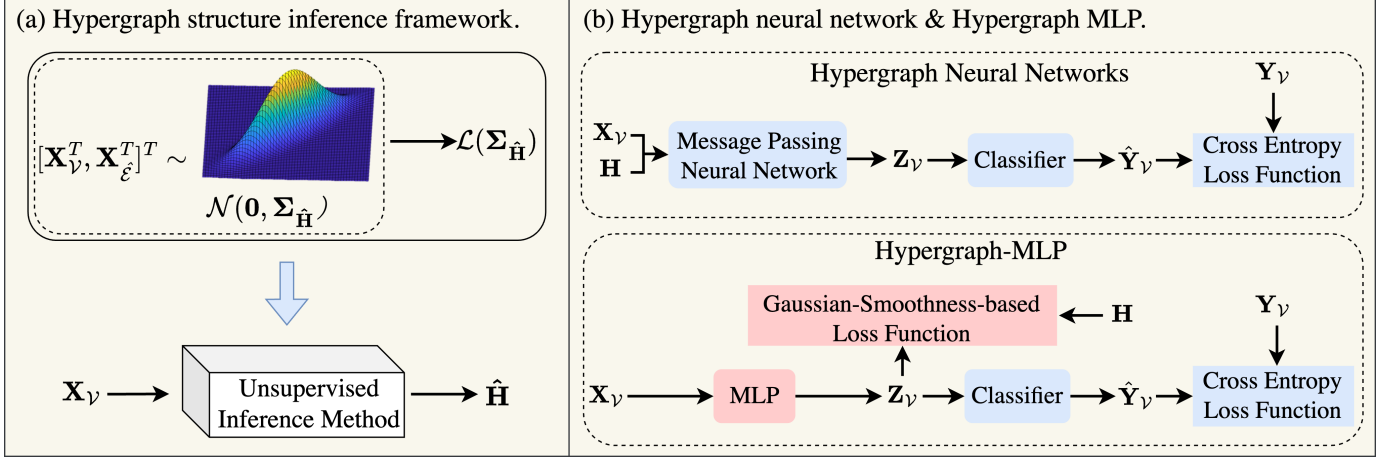 (a) Hypergraph structure inference framework.
[X_𝒱^T, X_ℰ̂^T]^T ∼
𝒩(0, Σ_Ĥ)
ℒ(Σ_Ĥ)
X_𝒱
Unsupervised
Inference Method
Ĥ
(b) Hypergraph neural network & Hypergraph MLP.
Hypergraph Neural Networks
X_𝒱
H
Message Passing
Neural Network
Z_𝒱
Classifier
Ŷ_𝒱
Y_𝒱
Cross Entropy
Loss Function
Hypergraph-MLP
Gaussian-Smoothness-based
Loss Function
H
X_𝒱
MLP
Z_𝒱
Classifier
Ŷ_𝒱
Y_𝒱
Cross Entropy
Loss Function